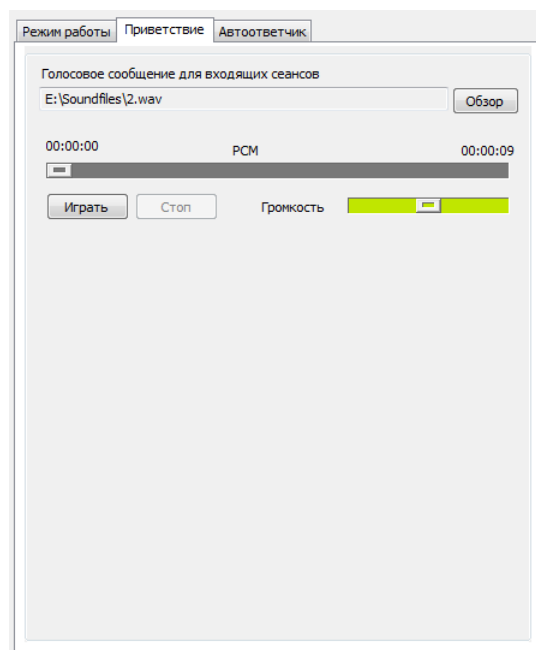 Режим работы Приветствие Автоответчик
Голосовое сообщение для входящих сеансов
E:\Soundfiles\2.wav Обзор
00:00:00 PCM 00:00:09
Играть Стоп Громкость